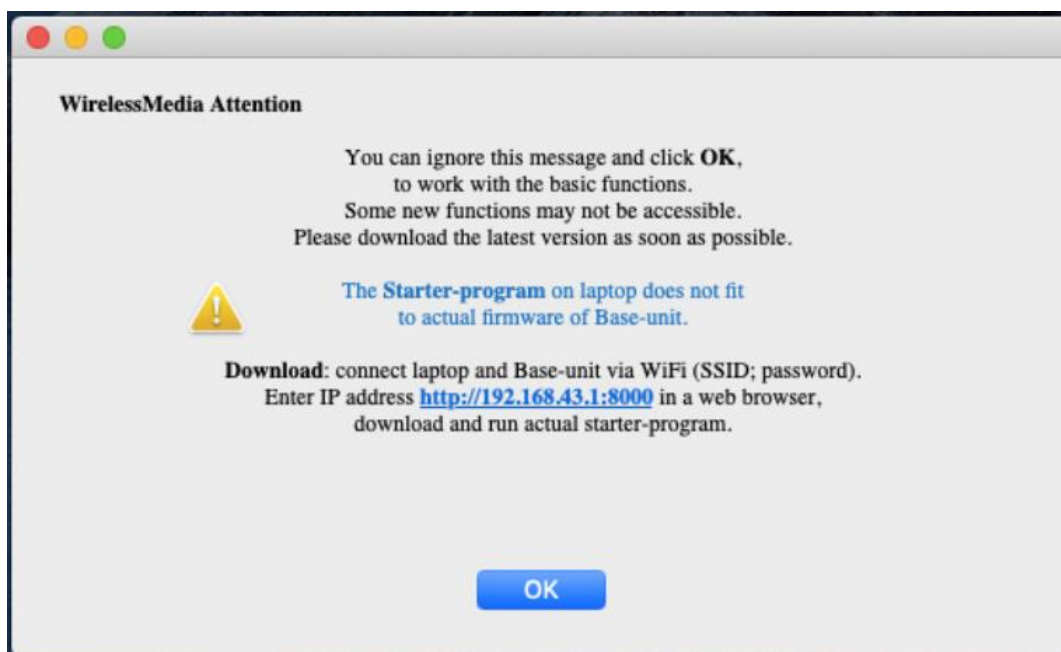 WirelessMedia Attention
You can ignore this message and click OK,
to work with the basic functions.
Some new functions may not be accessible.
Please download the latest version as soon as possible.
The Starter-program on laptop does not fit
to actual firmware of Base-unit.
Download: connect laptop and Base-unit via WiFi (SSID; password).
Enter IP address http://192.168.43.1:8000 in a web browser,
download and run actual starter-program.
OK